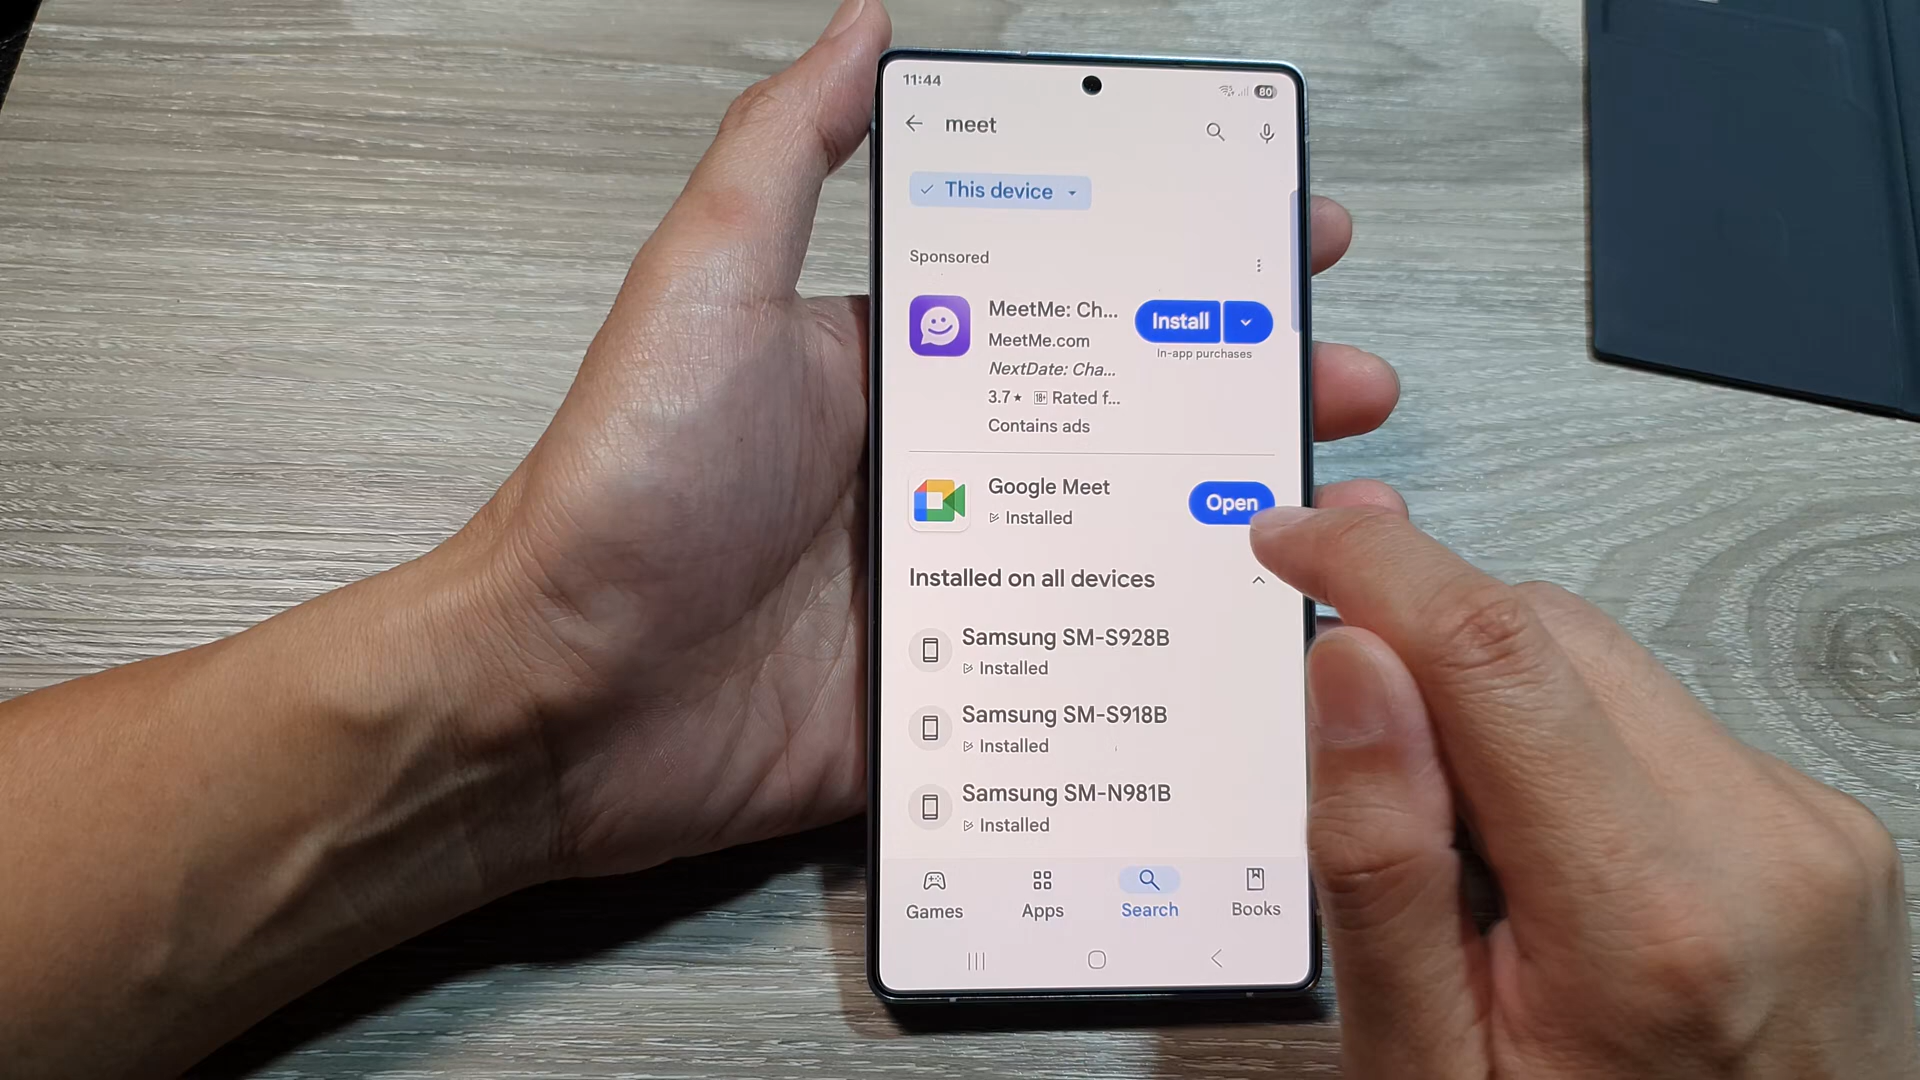 11:44
80
meet
This device
Sponsored
MeetMe: Ch...
Install
MeetMe.com
In-app purchases
NextDate: Cha...
3.7★ 18+ Rated f...
Contains ads
Google Meet
Installed
Open
Installed on all devices
Samsung SM-S928B
Installed
Samsung SM-S918B
Installed
Samsung SM-N981B
Installed
Games
Apps
Search
Books